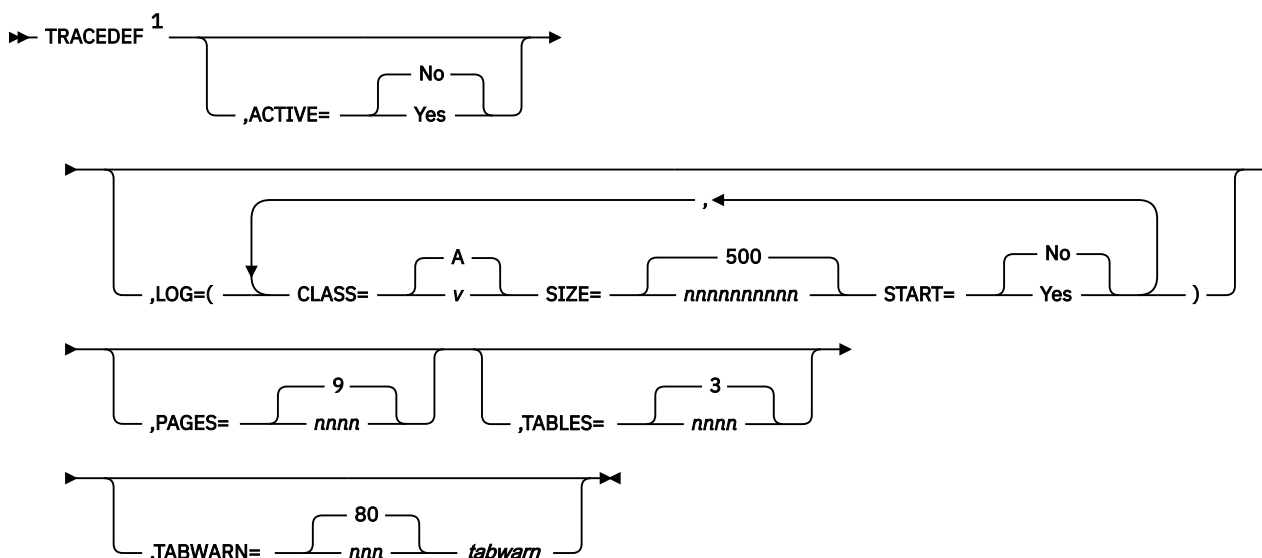 TRACEDEF 1
No
,ACTIVE= Yes
,
A 500 No
,LOG=( CLASS= v SIZE= nnnnnnnnnn START= Yes )
9 3
,PAGES= nnnn ,TABLES= nnnn
80
,TABWARN= nnn tabwarn